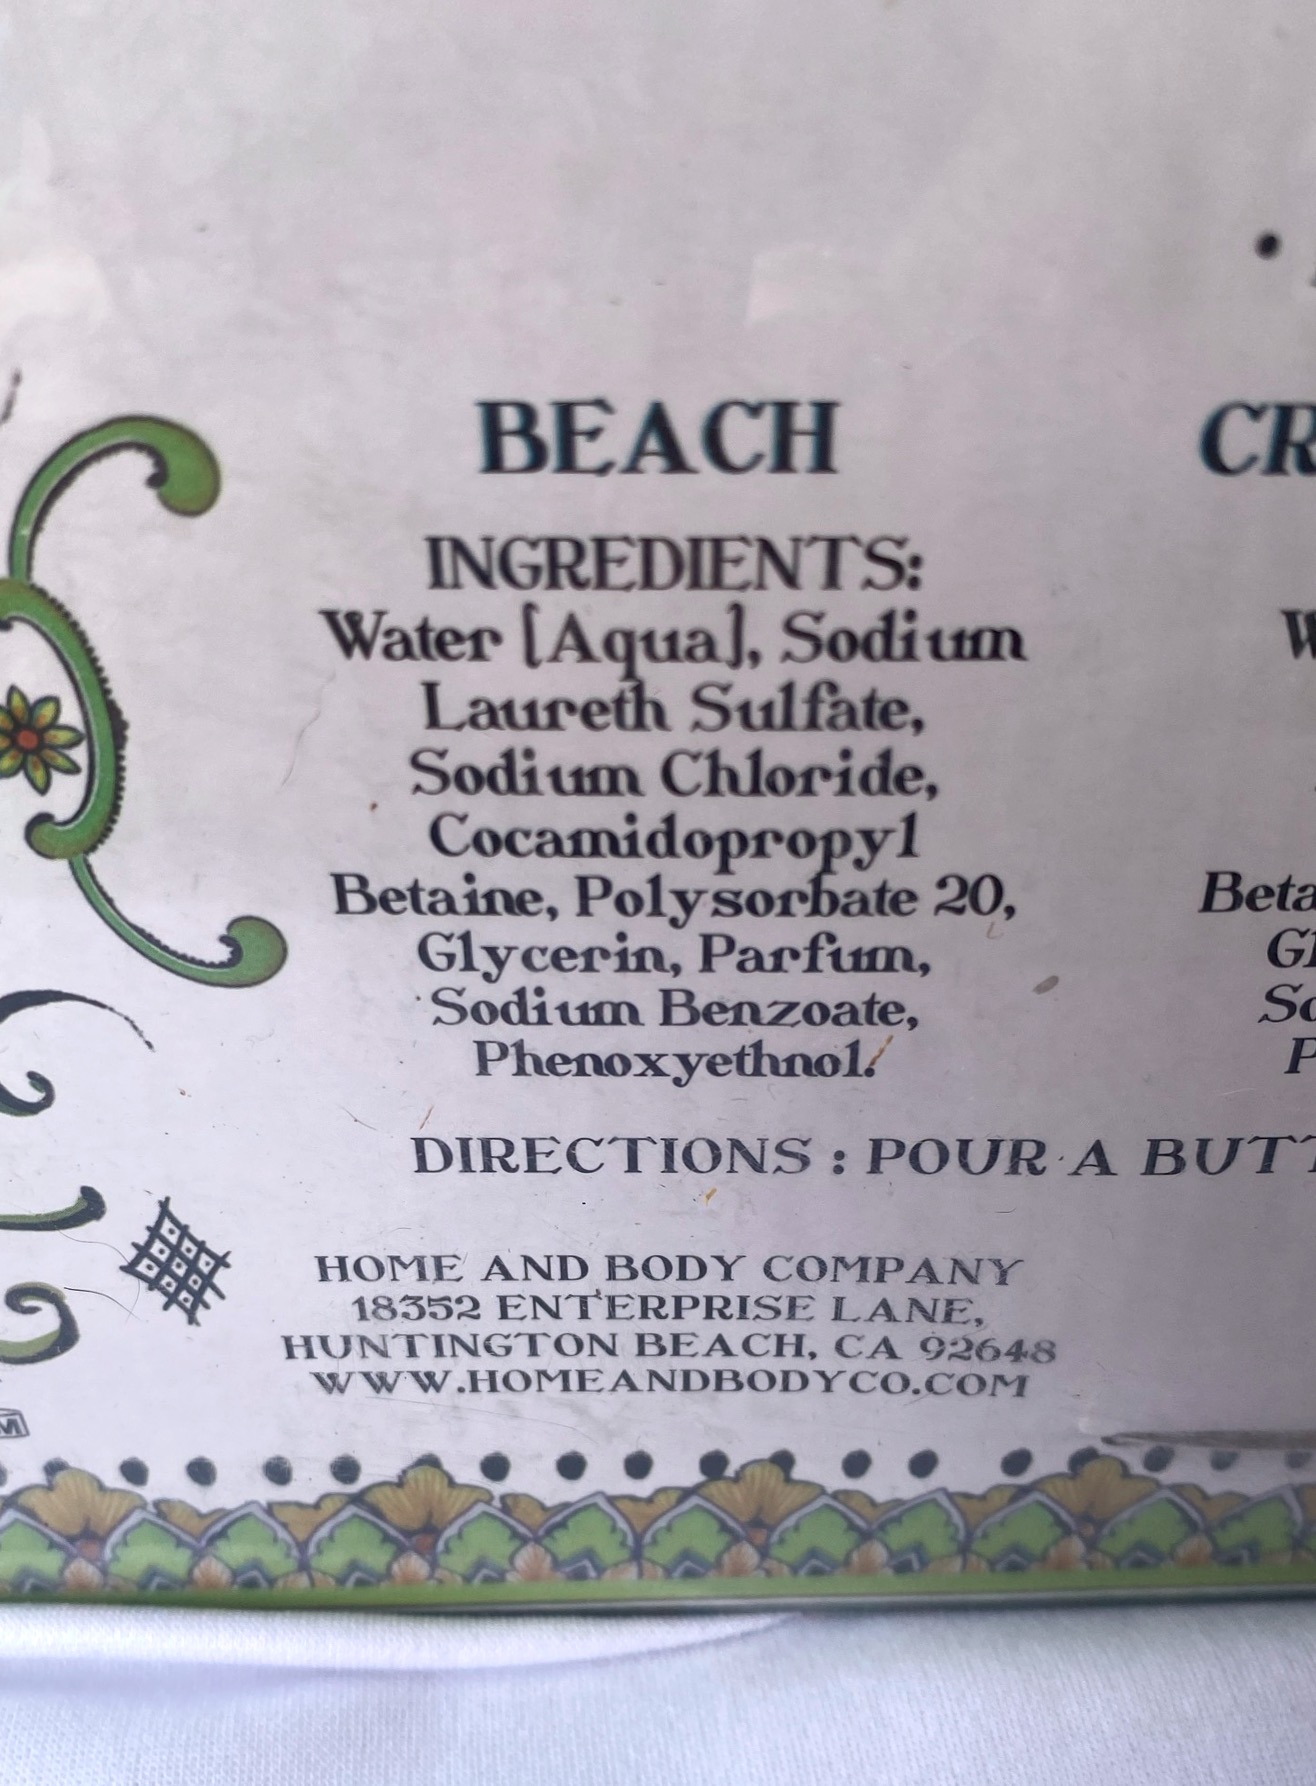 BEACH
INGREDIENTS:
Water [Aqua], Sodium
Laureth Sulfate,
Sodium Chloride,
Cocamidopropyl
Betaine, Polysorbate 20,
Glycerin, Parfum,
Sodium Benzoate,
Phenoxyethnol.
DIRECTIONS : POUR A
HOME AND BODY COMPANY
18352 ENTERPRISE LANE,
HUNTINGTON BEACH, CA 92648
WWW.HOMEANDBODYCO.COM